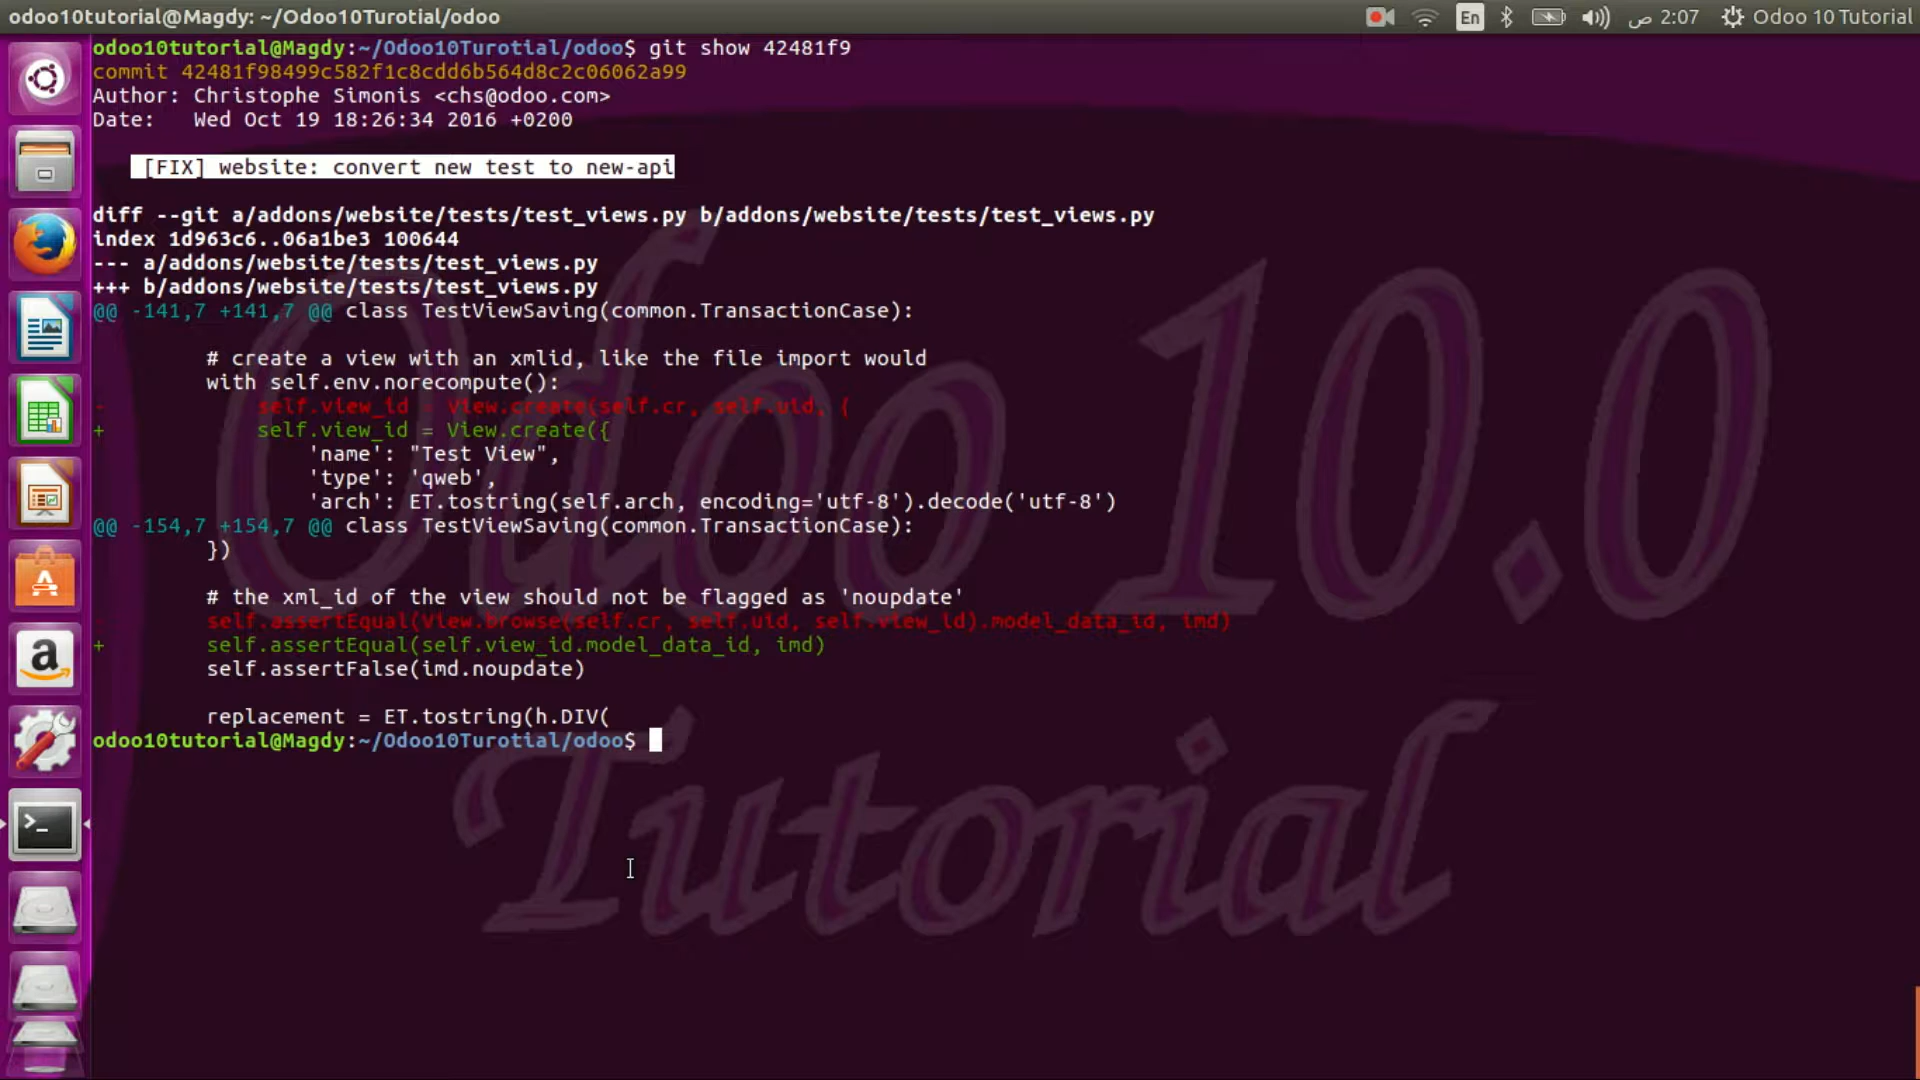 odoo10tutorial@Magdy: ~/Odoo10Turotial/odoo
En
2:07 ص
Odoo 10 Tutorial
odoo10tutorial@Magdy:~/Odoo10Turotial/odoo$ git show 42481f9
commit 42481f98499c582f1c8cdd6b564d8c2c06062a99
Author: Christophe Simonis <chs@odoo.com>
Date:   Wed Oct 19 18:26:34 2016 +0200
[FIX] website: convert new test to new-api
diff --git a/addons/website/tests/test_views.py b/addons/website/tests/test_views.py
index 1d963c6..06a1be3 100644
--- a/addons/website/tests/test_views.py
+++ b/addons/website/tests/test_views.py
@@ -141,7 +141,7 @@ class TestViewSaving(common.TransactionCase):
# create a view with an xmlid, like the file import would
with self.env.norecompute():
-            self.view_id = View.create(self.cr, self.uid, {
+            self.view_id = View.create({
'name': "Test View",
'type': 'qweb',
'arch': ET.tostring(self.arch, encoding='utf-8').decode('utf-8')
@@ -154,7 +154,7 @@ class TestViewSaving(common.TransactionCase):
})
# the xml_id of the view should not be flagged as 'noupdate'
-        self.assertEqual(View.browse(self.cr, self.uid, self.view_id).model_data_id, imd)
+        self.assertEqual(self.view_id.model_data_id, imd)
self.assertFalse(imd.noupdate)
replacement = ET.tostring(h.DIV(
odoo10tutorial@Magdy:~/Odoo10Turotial/odoo$
Odoo 10.0
Tutorial